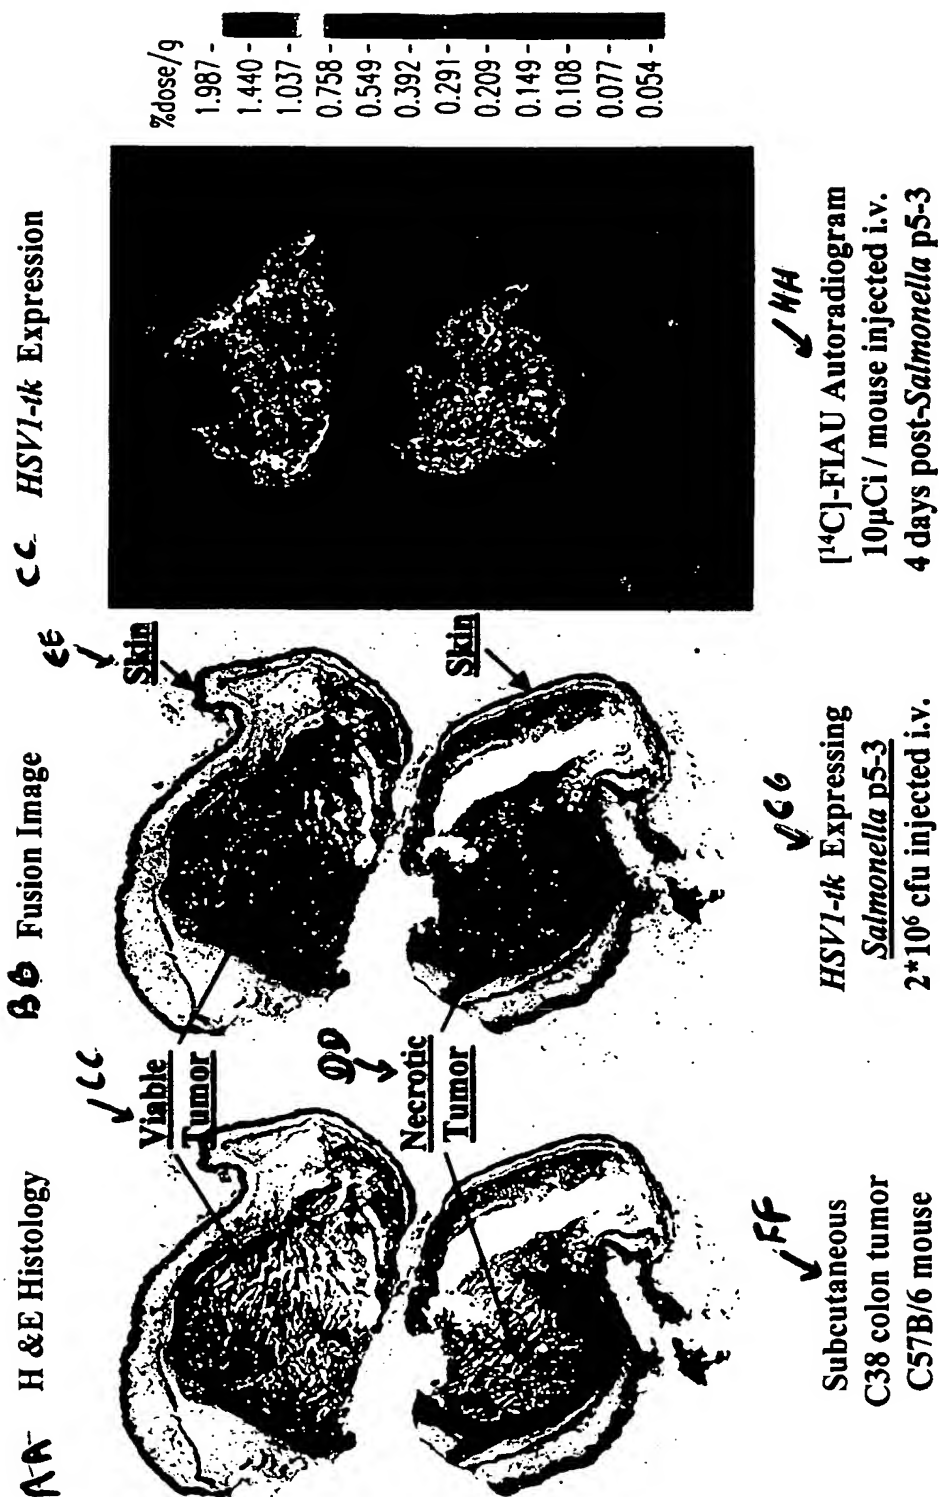 AA H &E Histology
BB Fusion Image
CC HSV1-tk Expression
CC
Viable
Tumor
DD
Necrotic
Tumor
EE
Skin
Skin
%dose/g
1.987-
1.440-
1.037-
0.758-
0.549-
0.392-
0.291-
0.209-
0.149-
0.108-
0.077-
0.054-
FF
Subcutaneous
C38 colon tumor
C57B/6 mouse
GG
HSV1-tk Expressing
Salmonella p5-3
2*10⁶ cfu injected i.v.
HH
[¹⁴C]-FIAU Autoradiogram
10µCi / mouse injected i.v.
4 days post-Salmonella p5-3